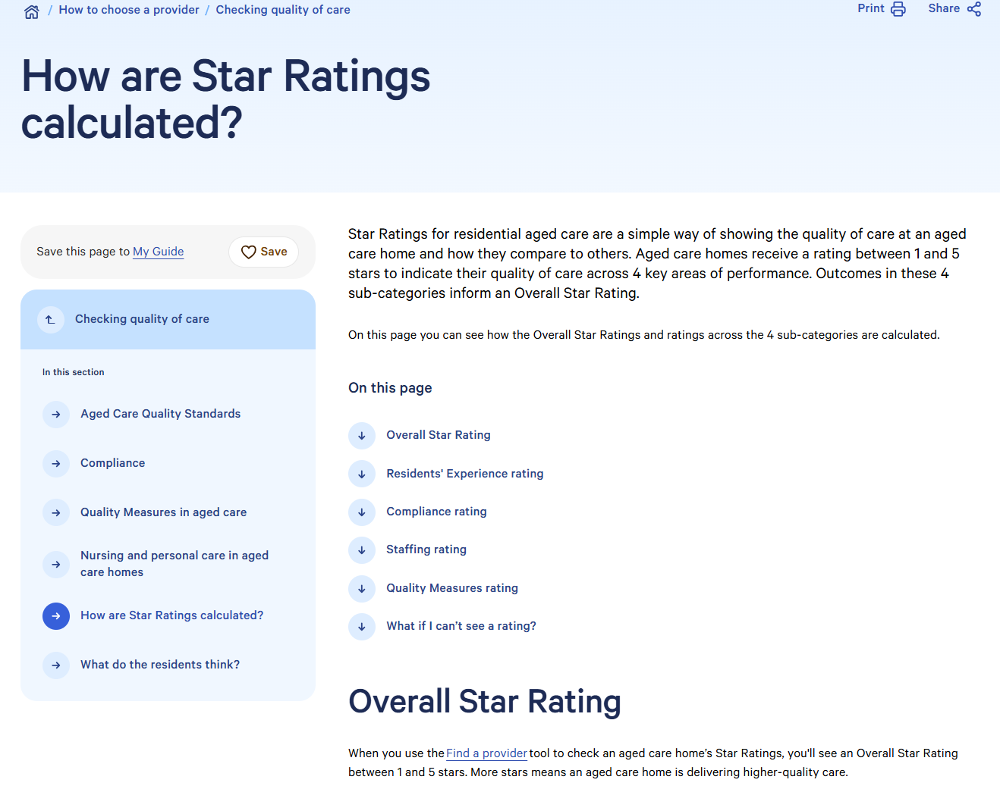 / How to choose a provider / Checking quality of care
Print
Share
How are Star Ratings
calculated?
Save this page to My Guide
Save
Checking quality of care
In this section
Aged Care Quality Standards
Compliance
Quality Measures in aged care
Nursing and personal care in aged
care homes
How are Star Ratings calculated?
What do the residents think?
Star Ratings for residential aged care are a simple way of showing the quality of care at an aged
care home and how they compare to others. Aged care homes receive a rating between 1 and 5
stars to indicate their quality of care across 4 key areas of performance. Outcomes in these 4
sub-categories inform an Overall Star Rating.
On this page you can see how the Overall Star Ratings and ratings across the 4 sub-categories are calculated.
On this page
Overall Star Rating
Residents' Experience rating
Compliance rating
Staffing rating
Quality Measures rating
What if I can’t see a rating?
Overall Star Rating
When you use the Find a provider tool to check an aged care home’s Star Ratings, you'll see an Overall Star Rating
between 1 and 5 stars. More stars means an aged care home is delivering higher-quality care.